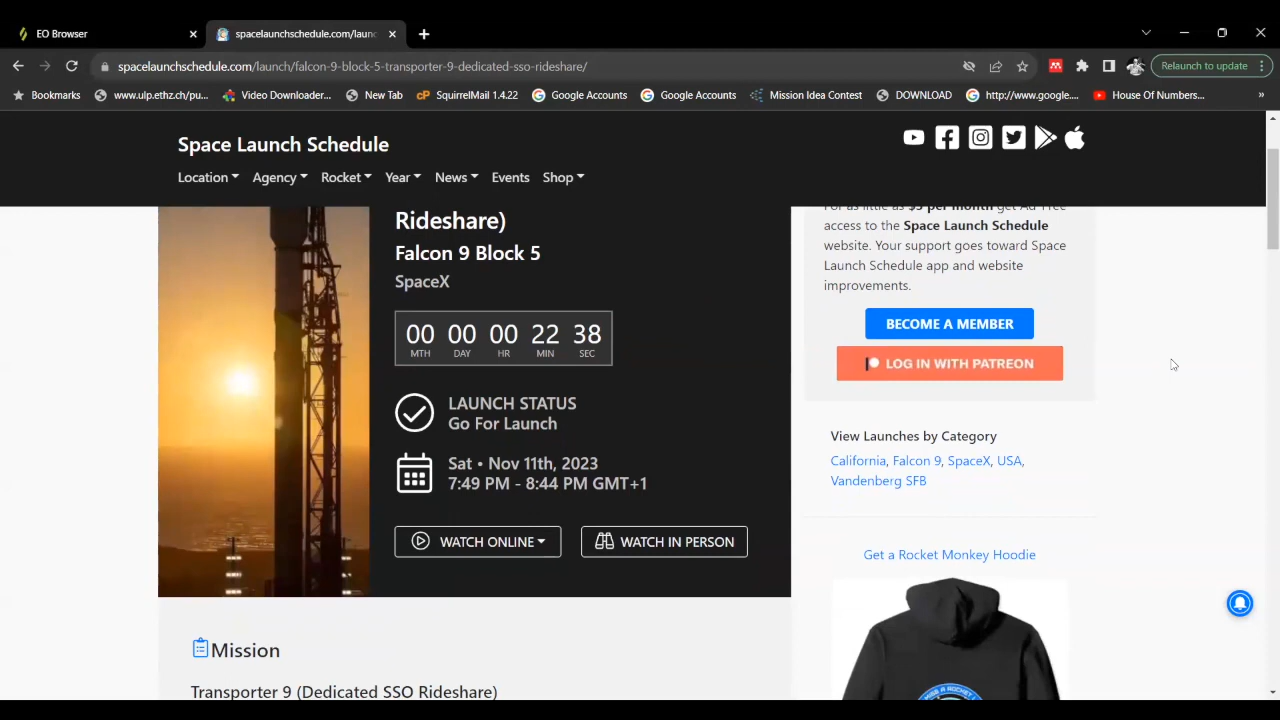 EO Browser
spacelaunchschedule.com/launc
spacelaunchschedule.com/launch/falcon-9-block-5-transporter-9-dedicated-sso-rideshare/
Relaunch to update
Bookmarks
www.ulp.ethz.ch/pu...
Video Downloader...
New Tab
cP SquirrelMail 1.4.22
Google Accounts
Google Accounts
Mission Idea Contest
DOWNLOAD
http://www.google....
House Of Numbers...
»
Space Launch Schedule
Location
Agency
Rocket
Year
News
Events
Shop
Rideshare)
Falcon 9 Block 5
SpaceX
00 00 00 22 38
MTH DAY HR MIN SEC
LAUNCH STATUS
Go For Launch
Sat • Nov 11th, 2023
7:49 PM - 8:44 PM GMT+1
WATCH ONLINE
WATCH IN PERSON
Mission
Transporter 9 (Dedicated SSO Rideshare)
For as little as $5 per month get Ad-Free
access to the Space Launch Schedule
website. Your support goes toward Space
Launch Schedule app and website
improvements.
BECOME A MEMBER
LOG IN WITH PATREON
View Launches by Category
California, Falcon 9, SpaceX, USA,
Vandenberg SFB
Get a Rocket Monkey Hoodie